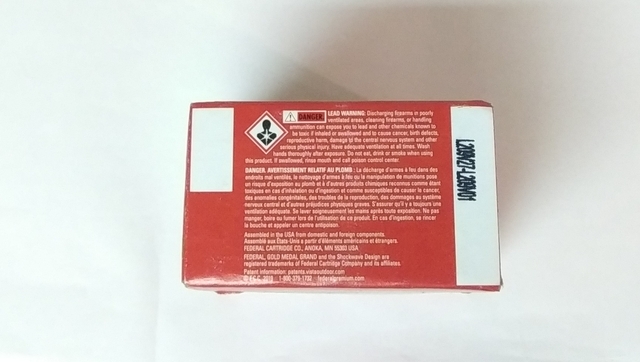 DANGER
LEAD WARNING: Discharging firearms in poorly
ventilated areas, cleaning firearms, or handling
ammunition can expose you to lead and other chemicals known to
be toxic if inhaled or swallowed and to cause cancer, birth defects,
reproductive harm, damage to the central nervous system and other
serious physical injury. Have adequate ventilation at all times. Wash
hands thoroughly after exposure. Do not eat, drink or smoke when using
this product. If swallowed, rinse mouth and call poison control center.
DANGER. AVERTISSEMENT RELATIF AU PLOMB: La décharge d'armes à feu dans des
endroits mal ventilés, le nettoyage d'armes à feu ou la manipulation de munitions pose
un risque d'exposition au plomb et à d'autres produits chimiques reconnus comme étant
toxiques en cas d'inhalation ou d'ingestion et comme susceptibles de causer le cancer,
des anomalies congénitales, des troubles de la reproduction, des dommages au système
nerveux central et d'autres préjudices physiques graves. S'assurer qu'il y a toujours une
ventilation adéquate. Se laver soigneusement les mains après toute exposition. Ne pas
manger, boire ou fumer lors de l'utilisation de ce produit. En cas d'ingestion, se rincer
la bouche et appeler un centre antipoison.
Assembled in the USA from domestic and foreign components.
Assemblé aux États-Unis à partir d'éléments américains et étrangers.
FEDERAL CARTRIDGE CO., ANOKA, MN 55303 USA
FEDERAL, GOLD MEDAL GRAND and the Shockwave Design are
registered trademarks of Federal Cartridge Company and its affiliates.
Patent information: patents.vistaoutdoor.com
© F.C.C. 2018 1-800-379-1732 federalpremium.com